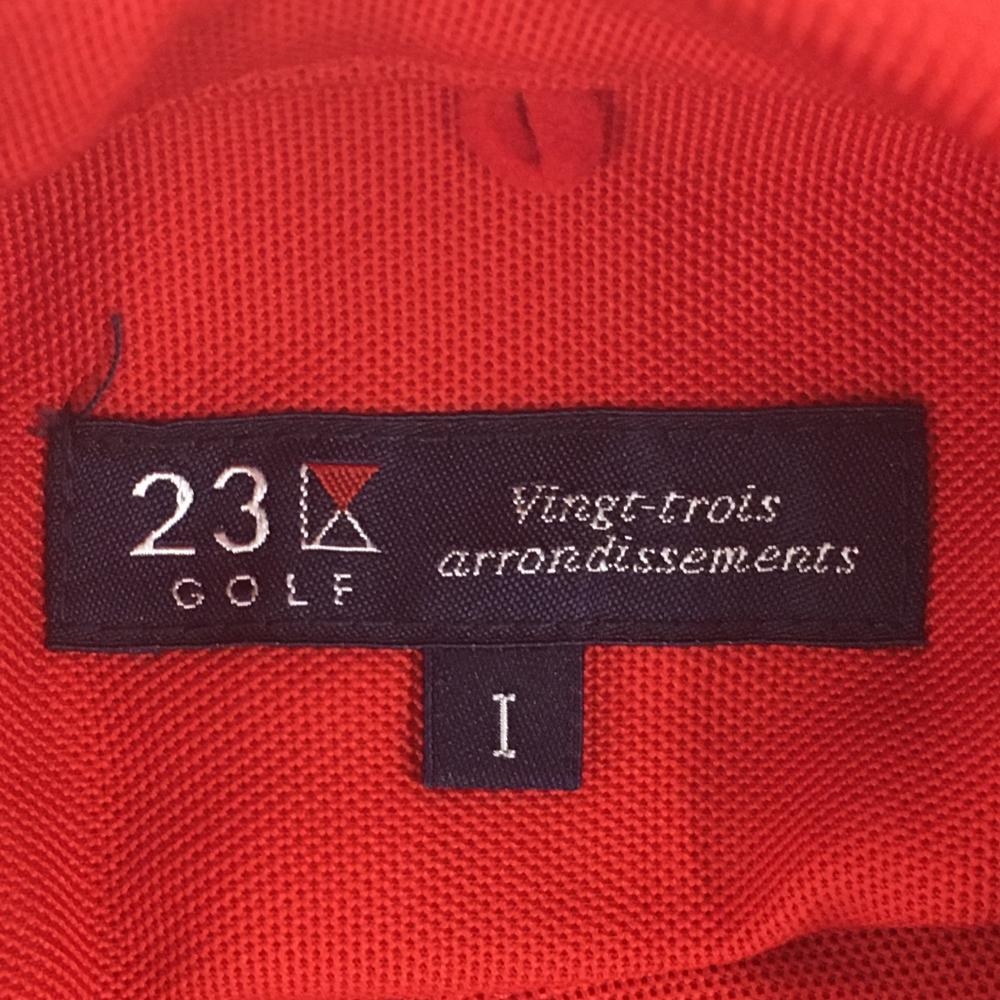 23
GOLF
Vingt-trois
arrondissements
I